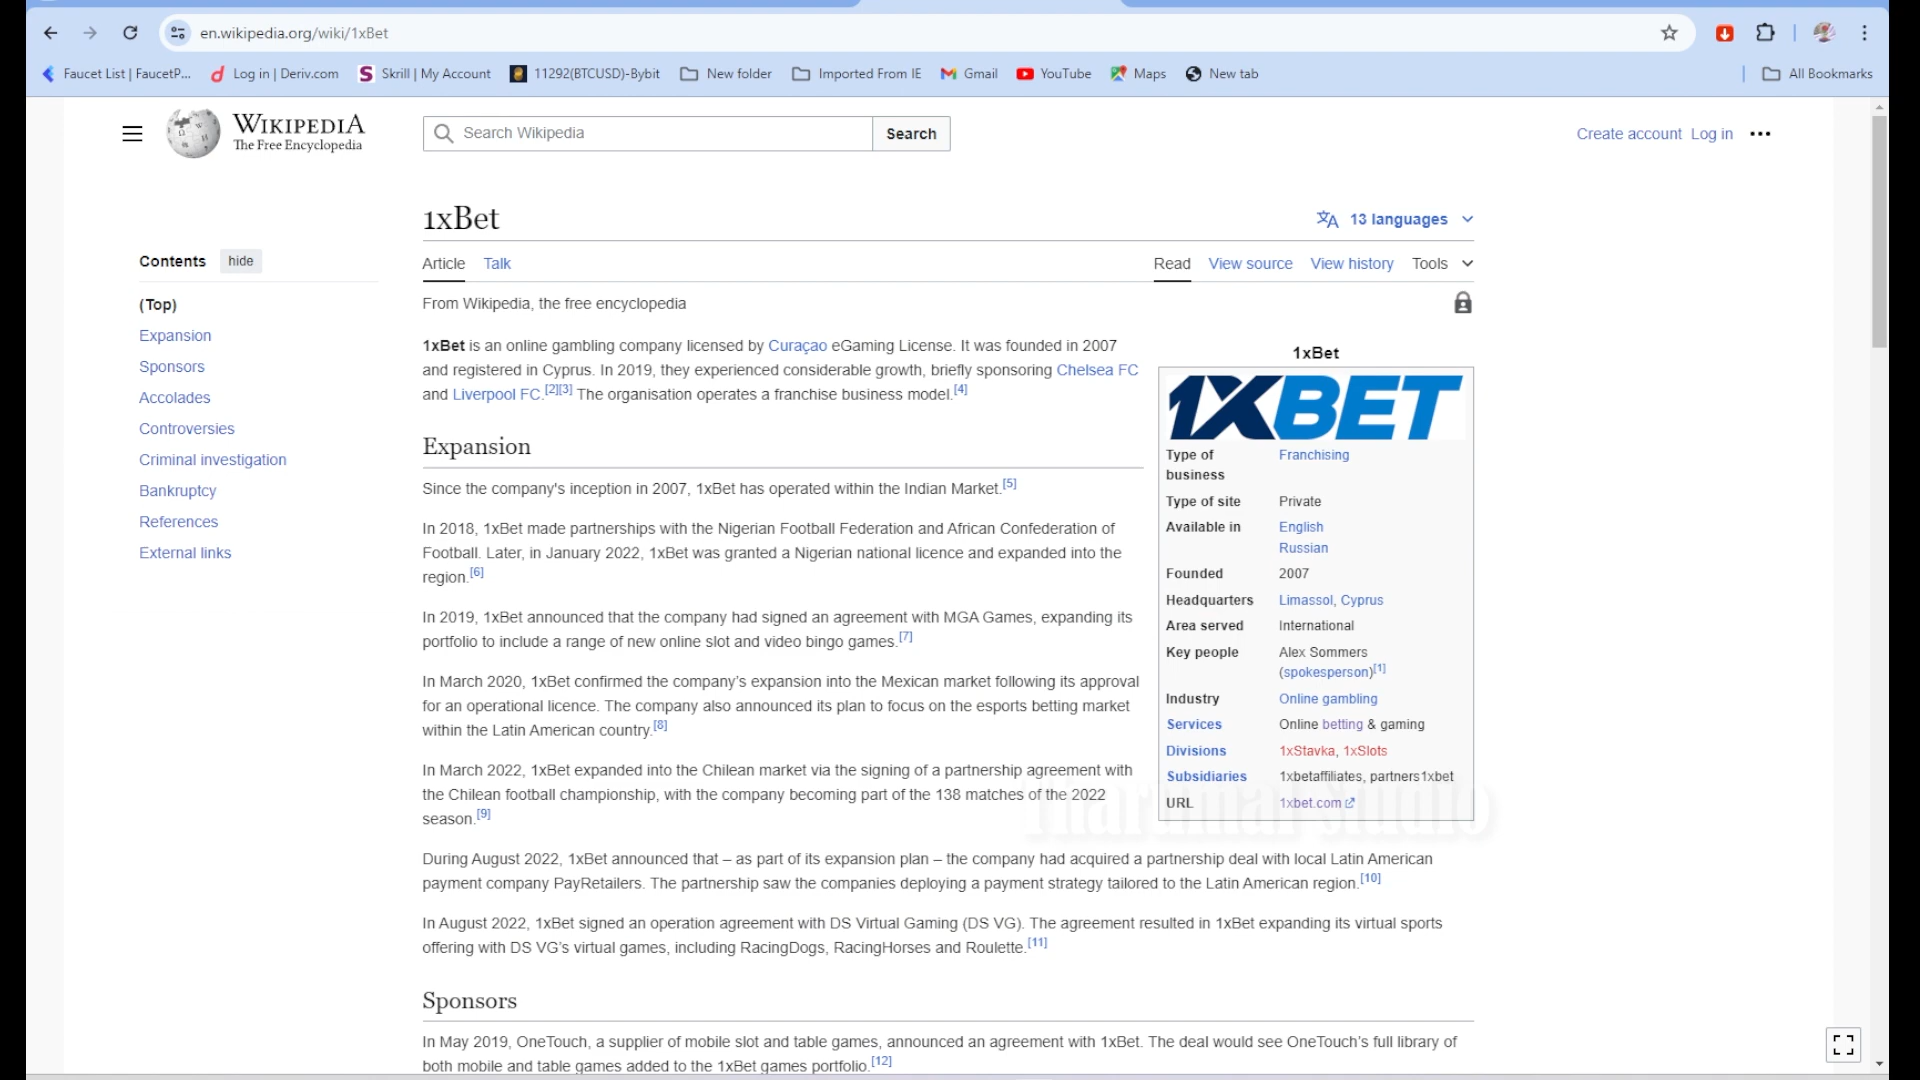 en.wikipedia.org/wiki/1xBet
Faucet List | FaucetP... Log in | Deriv.com Skrill | My Account 11292(BTCUSD)-Bybit New folder Imported From IE Gmail YouTube Maps New tab All Bookmarks
WIKIPEDIA
The Free Encyclopedia
Search Wikipedia Search
Create account Log in
1xBet
13 languages
Contents hide
(Top)
Expansion
Sponsors
Accolades
Controversies
Criminal investigation
Bankruptcy
References
External links
Article Talk Read View source View history Tools
From Wikipedia, the free encyclopedia
1xBet is an online gambling company licensed by Curaçao eGaming License. It was founded in 2007
and registered in Cyprus. In 2019, they experienced considerable growth, briefly sponsoring Chelsea FC
and Liverpool FC.[2][3] The organisation operates a franchise business model.[4]
Expansion
Since the company's inception in 2007, 1xBet has operated within the Indian Market.[5]
In 2018, 1xBet made partnerships with the Nigerian Football Federation and African Confederation of
Football. Later, in January 2022, 1xBet was granted a Nigerian national licence and expanded into the
region.[6]
In 2019, 1xBet announced that the company had signed an agreement with MGA Games, expanding its
portfolio to include a range of new online slot and video bingo games.[7]
In March 2020, 1xBet confirmed the company’s expansion into the Mexican market following its approval
for an operational licence. The company also announced its plan to focus on the esports betting market
within the Latin American country.[8]
In March 2022, 1xBet expanded into the Chilean market via the signing of a partnership agreement with
the Chilean football championship, with the company becoming part of the 138 matches of the 2022
season.[9]
1xBet
1XBET
Type of business Franchising
Type of site Private
Available in English
Russian
Founded 2007
Headquarters Limassol, Cyprus
Area served International
Key people Alex Sommers
(spokesperson)[1]
Industry Online gambling
Services Online betting & gaming
Divisions 1xStavka, 1xSlots
Subsidiaries 1xbetaffiliates, partners1xbet
URL 1xbet.com
Tharumal Studio
During August 2022, 1xBet announced that – as part of its expansion plan – the company had acquired a partnership deal with local Latin American
payment company PayRetailers. The partnership saw the companies deploying a payment strategy tailored to the Latin American region.[10]
In August 2022, 1xBet signed an operation agreement with DS Virtual Gaming (DS VG). The agreement resulted in 1xBet expanding its virtual sports
offering with DS VG’s virtual games, including RacingDogs, RacingHorses and Roulette.[11]
Sponsors
In May 2019, OneTouch, a supplier of mobile slot and table games, announced an agreement with 1xBet. The deal would see OneTouch’s full library of
both mobile and table games added to the 1xBet games portfolio.[12]